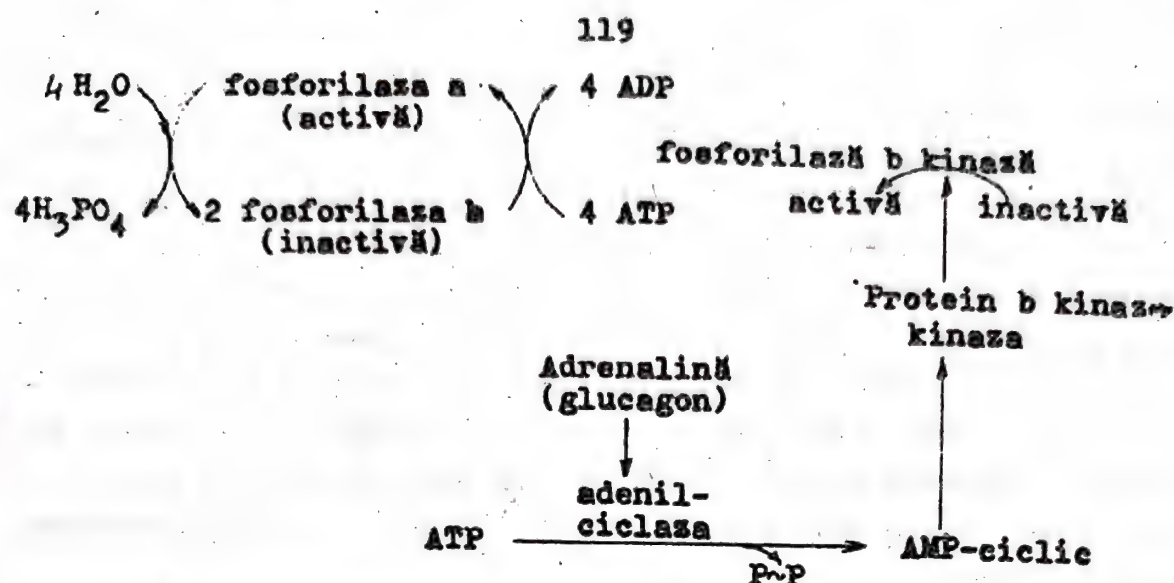 119
4 H₂O fosforilaza a 4 ADP
(activă)
fosforilază b kinază
4H₃PO₄ 2 fosforilaza b 4 ATP activă inactivă
(inactivă)
Protein b kinaz
kinaza
Adrenalină
(glucagon)
adenil-
ciclaza
ATP AMP-ciclic
P~P